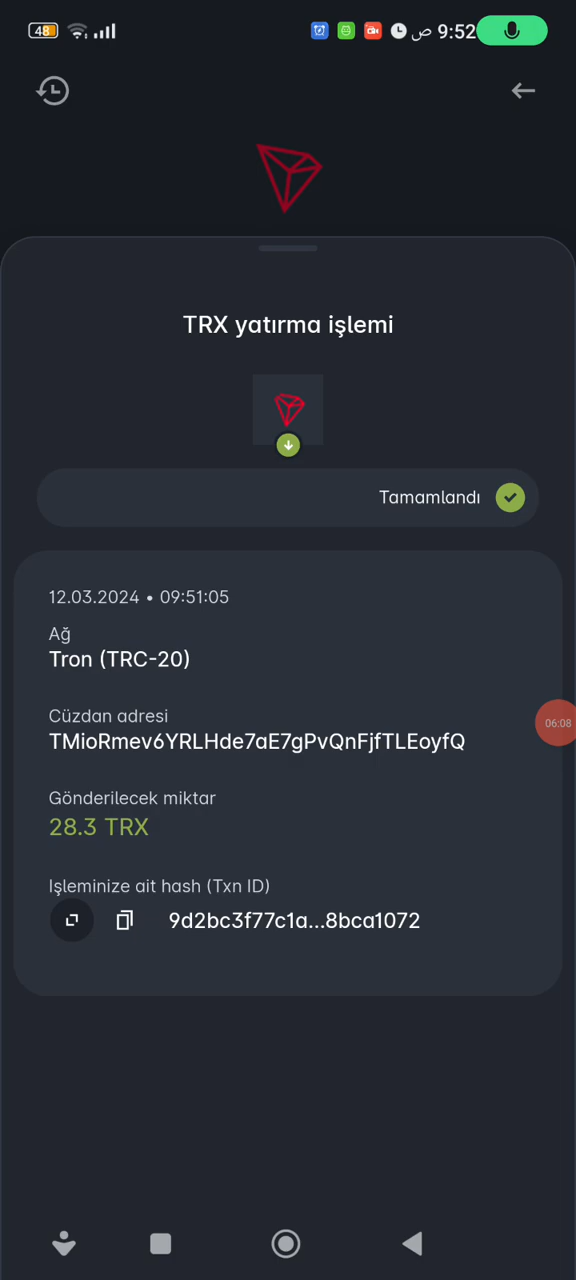 48
ص 9:52
TRX yatırma işlemi
Tamamlandı
12.03.2024 • 09:51:05
Ağ
Tron (TRC-20)
Cüzdan adresi
TMioRmev6YRLHde7aE7gPvQnFjfTLEoyfQ
06:08
Gönderilecek miktar
28.3 TRX
Işleminize ait hash (Txn ID)
9d2bc3f77c1a...8bca1072